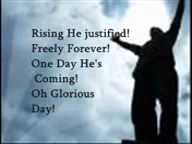 Rising He justified!
Freely Forever!
One Day He's
Coming!
Oh Glorious
Day!